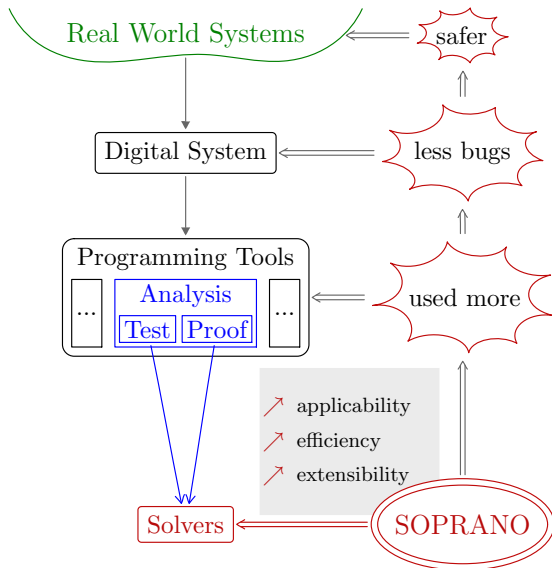 Real World Systems
safer
Digital System
less bugs
Programming Tools
...
Analysis
...
Test
Proof
used more
applicability
efficiency
extensibility
Solvers
SOPRANO